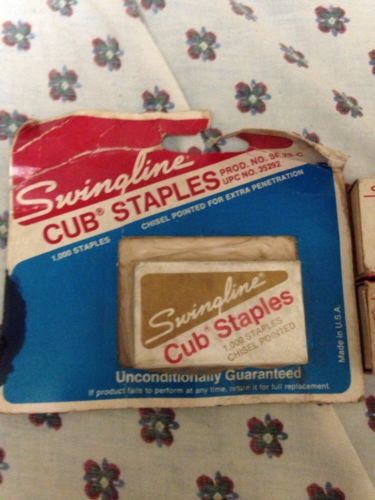 Swingline
CUB® STAPLES
PROD. NO.
UPC NO. 35292
1,000 STAPLES
CHISEL POINTED FOR EXTRA PENETRATION
Swingline®
Cub® Staples
1,000 STAPLES
CHISEL POINTED
Unconditionally Guaranteed
If product fails to perform at any time, return it for full replacement.
Made in U.S.A.